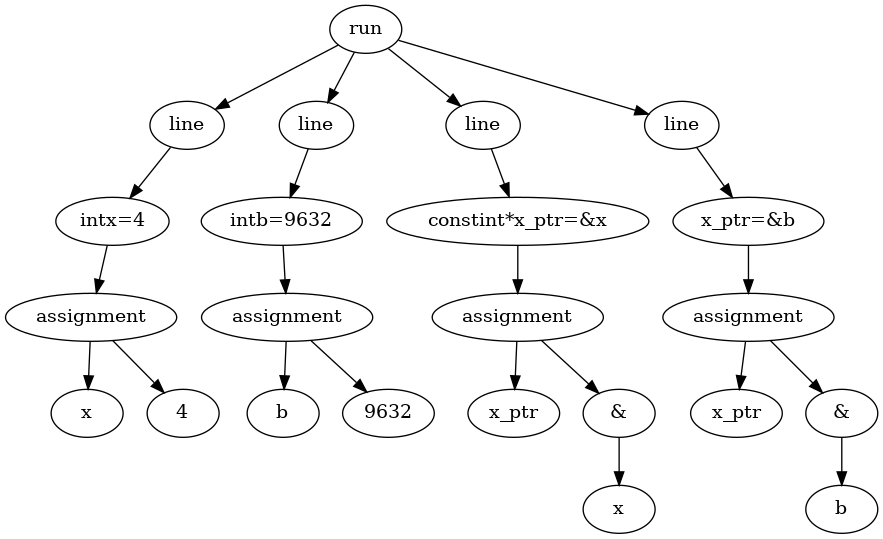 run
line line line line
intx=4 intb=9632 constint*x_ptr=&x x_ptr=&b
assignment assignment assignment assignment
x 4 b 9632 x_ptr & x_ptr &
x b